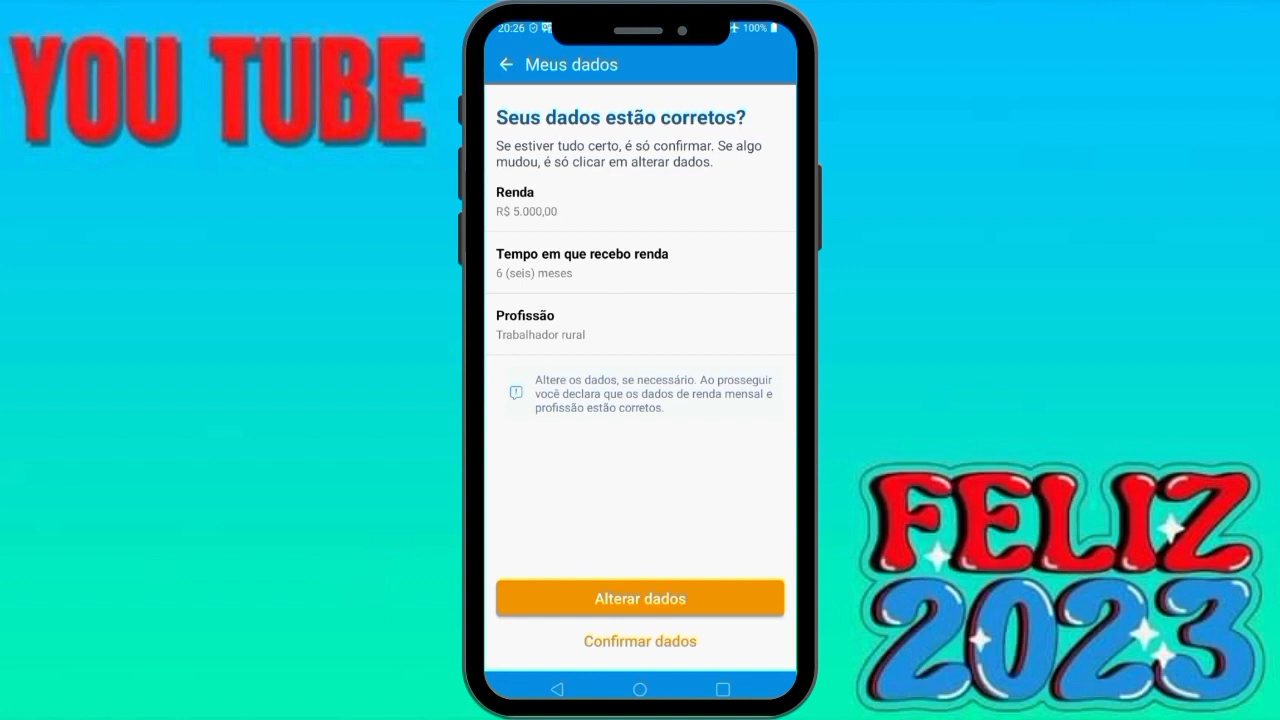 YOU TUBE
20:26
100%
Meus dados
Seus dados estão corretos?
Se estiver tudo certo, é só confirmar. Se algo
mudou, é só clicar em alterar dados.
Renda
R$ 5.000,00
Tempo em que recebo renda
6 (seis) meses
Profissão
Trabalhador rural
Altere os dados, se necessário. Ao prosseguir
você declara que os dados de renda mensal e
profissão estão corretos.
Alterar dados
Confirmar dados
FELIZ
2023